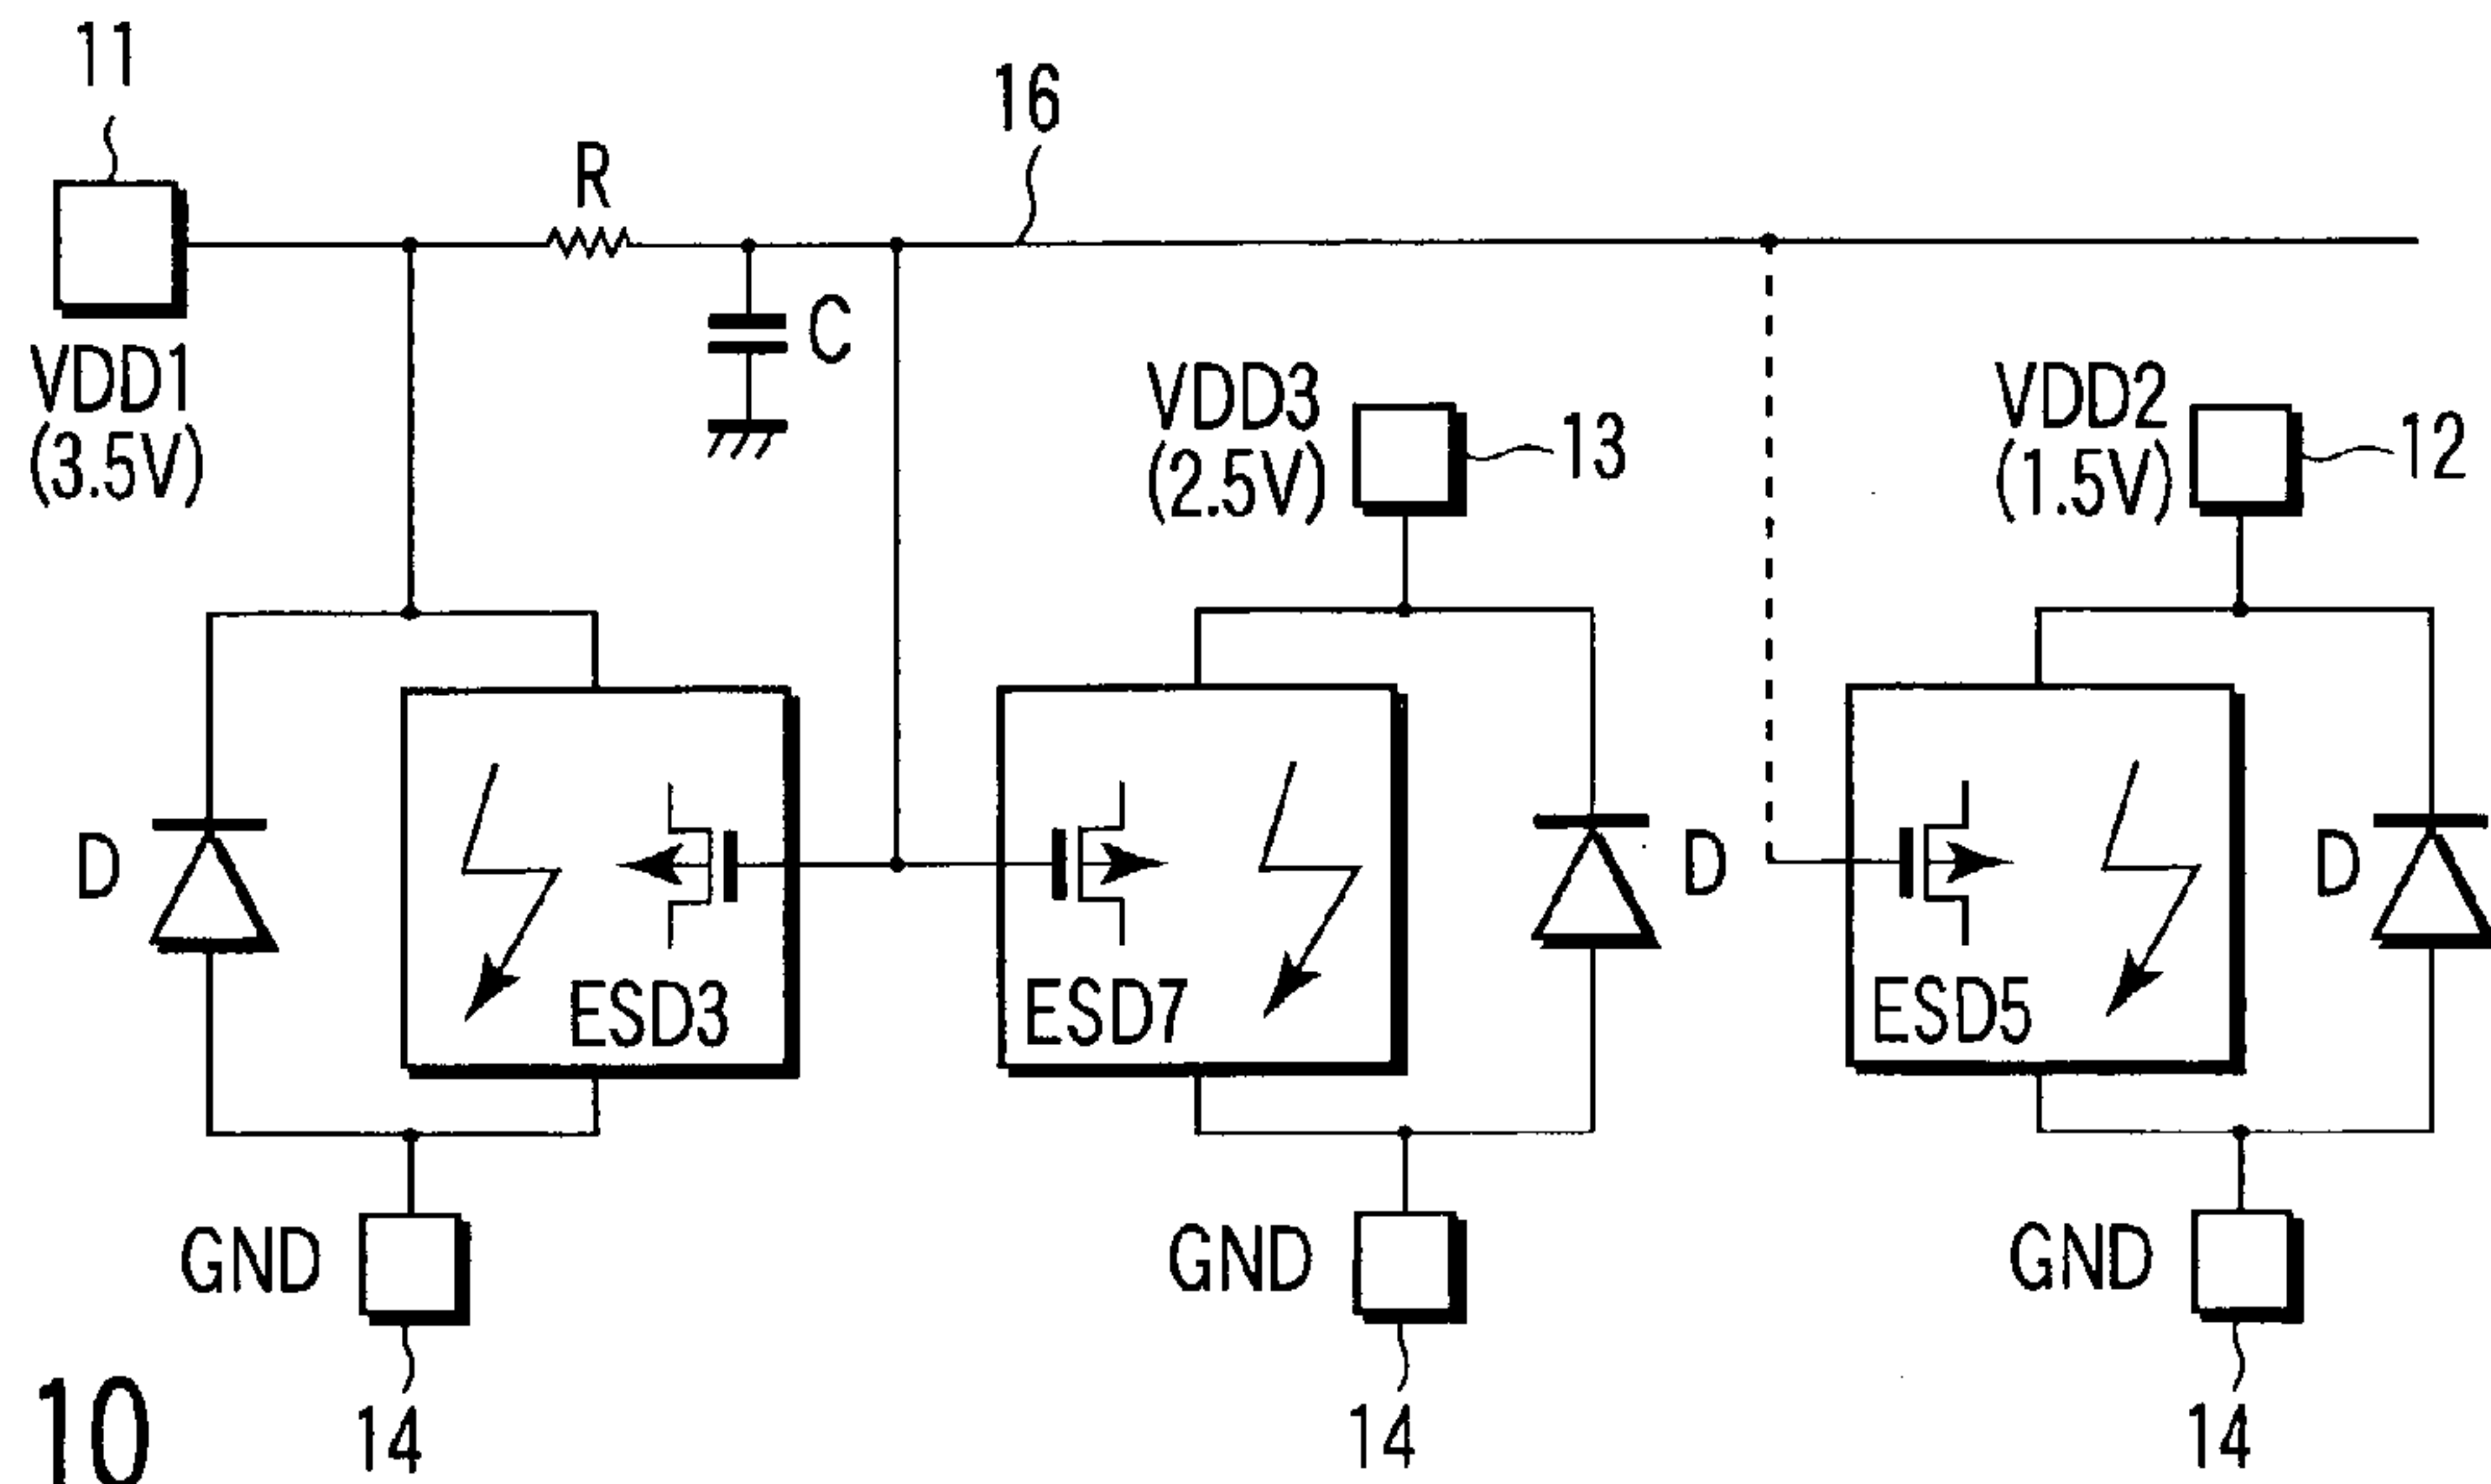 11
16
R
C
VDD1
(3.5V)
VDD3
(2.5V)
13
VDD2
(1.5V)
12
D
ESD3
ESD7
D
ESD5
D
GND
14
GND
14
GND
14
10